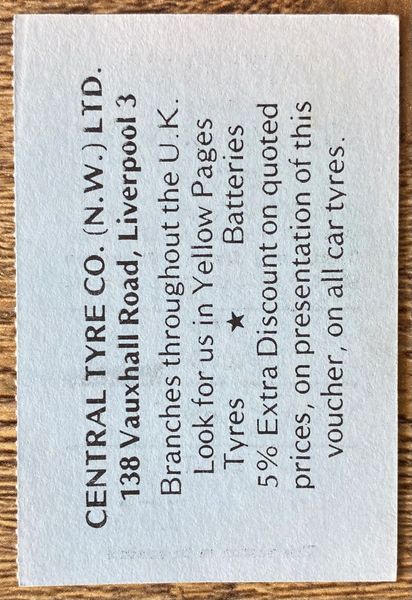 CENTRAL TYRE CO. (N.W.) LTD.
138 Vauxhall Road, Liverpool 3
Branches throughout the U.K.
Look for us in Yellow Pages
Tyres ★ Batteries
5% Extra Discount on quoted
prices, on presentation of this
voucher, on all car tyres.